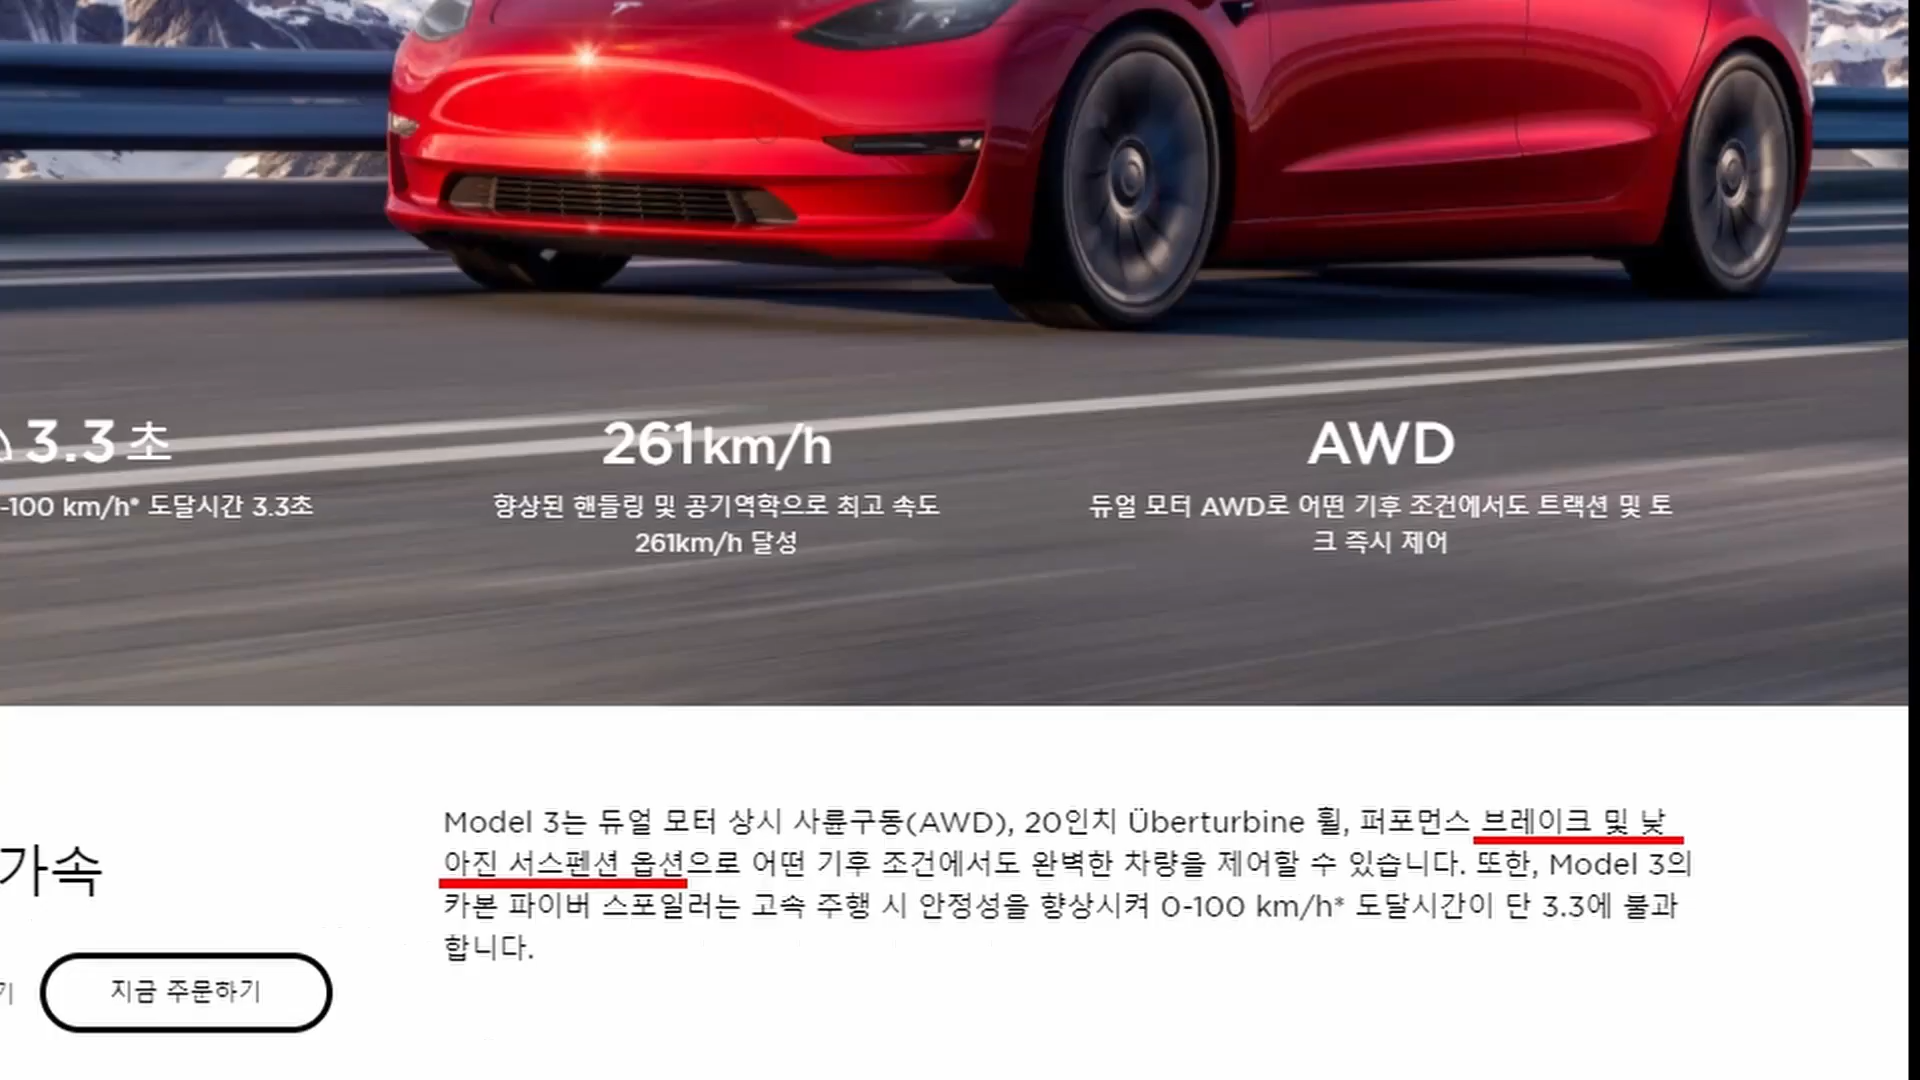 3.3 초
261km/h
AWD
-100 km/h* 도달시간 3.3초
향상된 핸들링 및 공기역학으로 최고 속도
261km/h 달성
듀얼 모터 AWD로 어떤 기후 조건에서도 트랙션 및 토
크 즉시 제어
가속
Model 3는 듀얼 모터 상시 사륜구동(AWD), 20인치 Überturbine 휠, 퍼포먼스 브레이크 및 낮
아진 서스펜션 옵션으로 어떤 기후 조건에서도 완벽한 차량을 제어할 수 있습니다. 또한, Model 3의
카본 파이버 스포일러는 고속 주행 시 안정성을 향상시켜 0-100 km/h* 도달시간이 단 3.3에 불과
합니다.
기
지금 주문하기